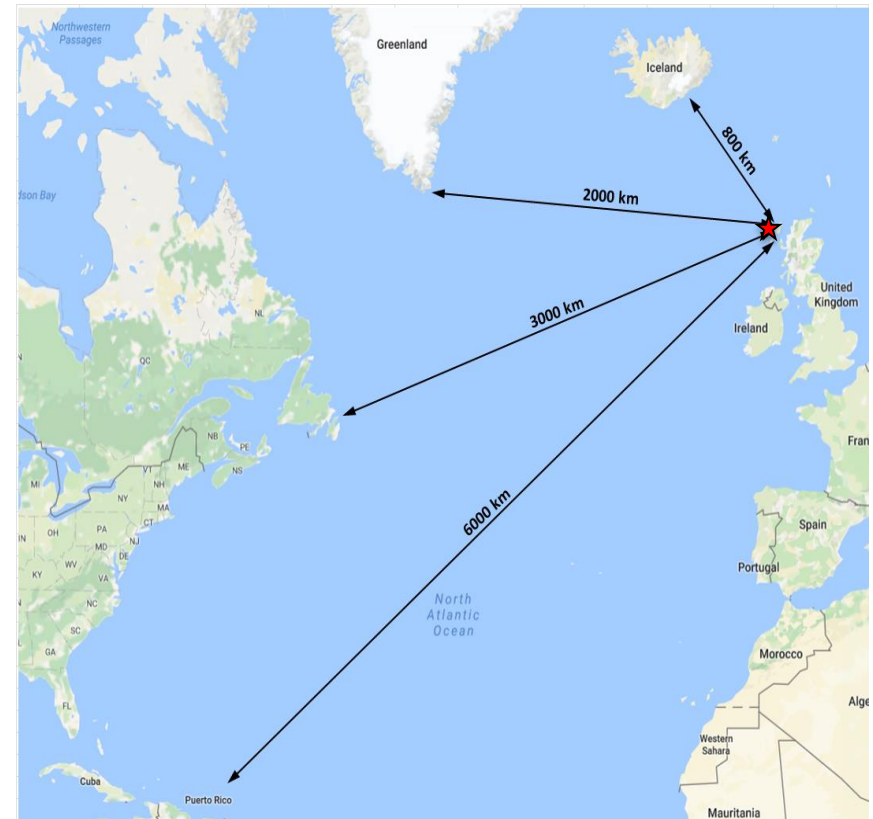 Northwestern
Passages
Greenland
Iceland
800 km
dson Bay
2000 km
United
Kingdom
NL
3000 km
Ireland
QC
N
Fran
NB
PE
VT
ME
NS
MI
NH
NY
MA
CT
6000 km
Spain
OH
PA
NJ
IN
MD
DE
Portugal
WV
KY
VA
North
Atlantic
Ocean
N
NC
SC
Morocco
L
GA
FL
Alge
Western
Sahara
Cuba
Puerto Rico
Mauritania